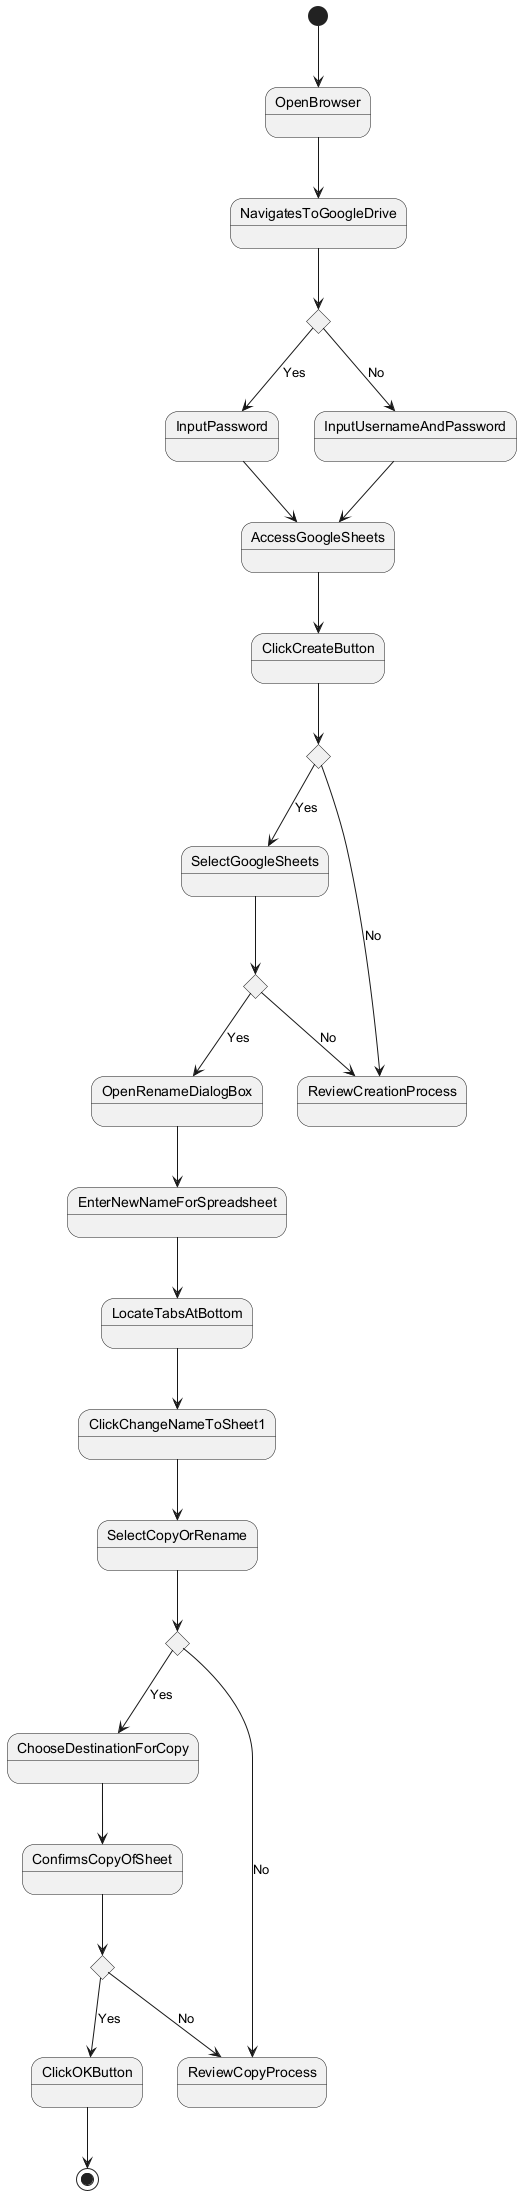 OpenBrowser
NavigatesToGoogleDrive
Yes
No
InputPassword
InputUsernameAndPassword
AccessGoogleSheets
ClickCreateButton
Yes
SelectGoogleSheets
No
Yes
No
OpenRenameDialogBox
ReviewCreationProcess
EnterNewNameForSpreadsheet
LocateTabsAtBottom
ClickChangeNameToSheet1
SelectCopyOrRename
Yes
ChooseDestinationForCopy
ConfirmsCopyOfSheet
No
Yes
No
ClickOKButton
ReviewCopyProcess